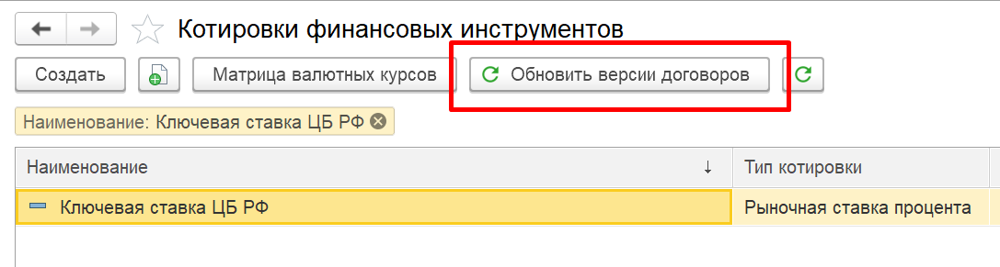 Котировки финансовых инструментов
Создать Матрица валютных курсов Обновить версии договоров
Наименование: Ключевая ставка ЦБ РФ
Наименование Тип котировки
Ключевая ставка ЦБ РФ Рыночная ставка процента